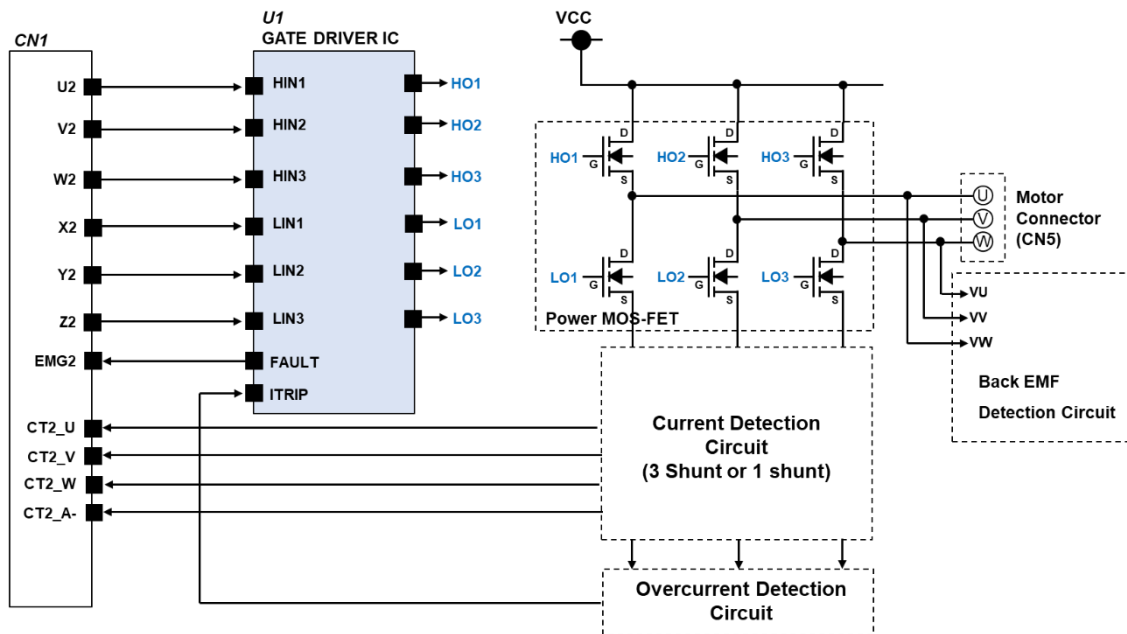 CN1
U2
V2
W2
X2
Y2
Z2
EMG2
CT2_U
CT2_V
CT2_W
CT2_A-
U1
GATE DRIVER IC
HIN1
HIN2
HIN3
LIN1
LIN2
LIN3
FAULT
ITRIP
HO1
HO2
HO3
LO1
LO2
LO3
VCC
D
D
D
HO1
HO2
HO3
G
G
G
S
S
S
D
D
D
LO1
LO2
LO3
G
G
G
S
S
S
Power MOS-FET
U
V
W
Motor
Connector
(CN5)
VU
VV
VW
Back EMF
Detection Circuit
Current Detection
Circuit
(3 Shunt or 1 shunt)
Overcurrent Detection
Circuit